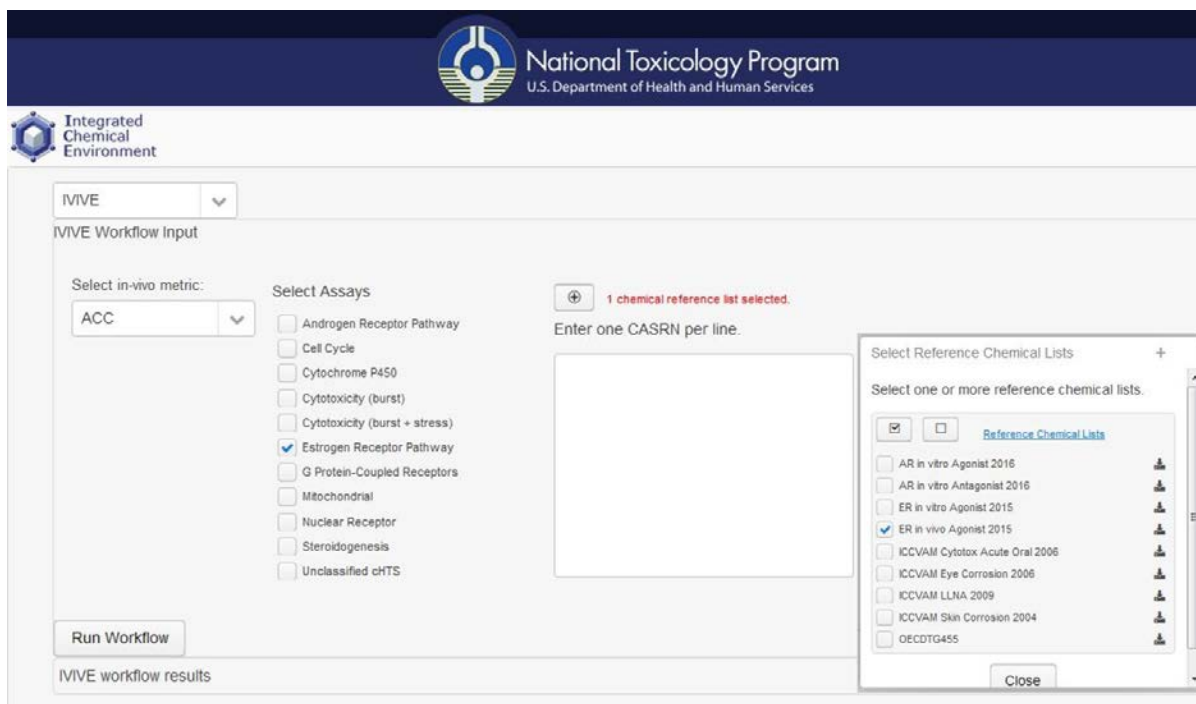 National Toxicology Program
U.S. Department of Health and Human Services
Integrated
Chemical
Environment
IVIVE
IVIVE Workflow Input
Select in-vivo metric:
ACC
Select Assays
Androgen Receptor Pathway
Cell Cycle
Cytochrome P450
Cytotoxicity (burst)
Cytotoxicity (burst + stress)
Estrogen Receptor Pathway
G Protein-Coupled Receptors
Mitochondrial
Nuclear Receptor
Steroidogenesis
Unclassified cHTS
1 chemical reference list selected.
Enter one CASRN per line.
Select Reference Chemical Lists
Select one or more reference chemical lists.
Reference Chemical Lists
AR in vitro Agonist 2016
AR in vitro Antagonist 2016
ER in vitro Agonist 2015
ER in vivo Agonist 2015
ICCVAM Cytotox Acute Oral 2006
ICCVAM Eye Corrosion 2006
ICCVAM LLNA 2009
ICCVAM Skin Corrosion 2004
OECDTG455
Close
Run Workflow
IVIVE workflow results